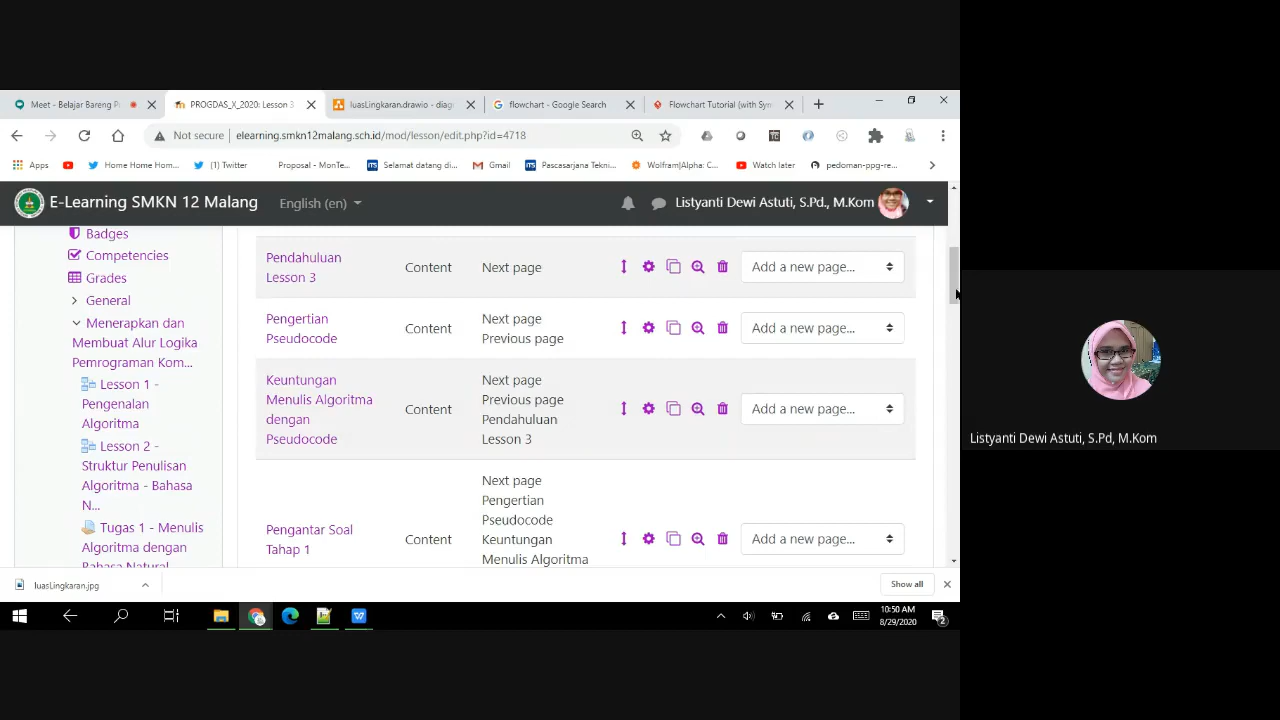 Meet - Belajar Bareng P
PROGDAS_X_2020: Lesson 3
luasLingkaran.drawio - diag
flowchart - Google Search
Flowchart Tutorial (with Sym
Not secure
elearning.smkn12malang.sch.id/mod/lesson/edit.php?id=4718
Apps
Home Home Hom...
(1) Twitter
Proposal - MonTe...
Selamat datang di...
Gmail
Pascasarjana Tekni...
Wolfram|Alpha: C...
Watch later
pedoman-ppg-re...
E-Learning SMKN 12 Malang
English (en)
Listyanti Dewi Astuti, S.Pd., M.Kom
Badges
Competencies
Grades
General
Menerapkan dan
Membuat Alur Logika
Pemrograman Kom...
Lesson 1 -
Pengenalan
Algoritma
Lesson 2 -
Struktur Penulisan
Algoritma - Bahasa
N...
Tugas 1 - Menulis
Algoritma dengan
Bahasa Natural
Pendahuluan
Lesson 3
Content
Next page
Add a new page...
Pengertian
Pseudocode
Content
Next page
Previous page
Add a new page...
Keuntungan
Menulis Algoritma
dengan
Pseudocode
Content
Next page
Previous page
Pendahuluan
Lesson 3
Add a new page...
Pengantar Soal
Tahap 1
Content
Next page
Pengertian
Pseudocode
Keuntungan
Menulis Algoritma
Add a new page...
luasLingkaran.jpg
Show all
10:50 AM
8/29/2020
2
Listyanti Dewi Astuti, S.Pd, M.Kom